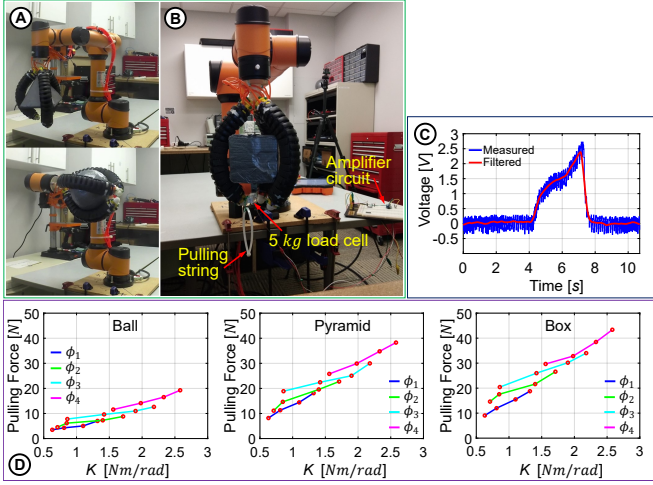 A
B
Amplifier
circuit
5 kg load cell
Pulling
string
C
Voltage [V]
3
2.5
2
1.5
1
0.5
0
-0.5
Measured
Filtered
0
2
4
6
8
10
Time [s]
D
Pulling Force [N]
50
40
30
20
10
0
Ball
ϕ1
ϕ2
ϕ3
ϕ4
0.5
1
1.5
2
2.5
3
K [Nm/rad]
Pulling Force [N]
50
40
30
20
10
0
Pyramid
ϕ1
ϕ2
ϕ3
ϕ4
0.5
1
1.5
2
2.5
3
K [Nm/rad]
Pulling Force [N]
50
40
30
20
10
0
Box
ϕ1
ϕ2
ϕ3
ϕ4
0.5
1
1.5
2
2.5
3
K [Nm/rad]